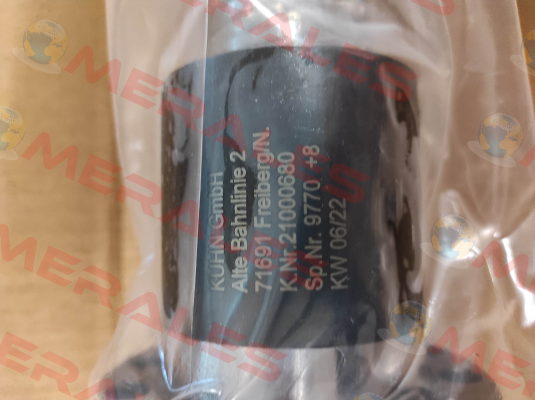 KUHN GmbH
Alte Bahnlinie 2
71691 Freiberg/N.
K.Nr.21000680
Sp.Nr. 9770 +8
KW 06/22
MERALES
MERALES
MERALES